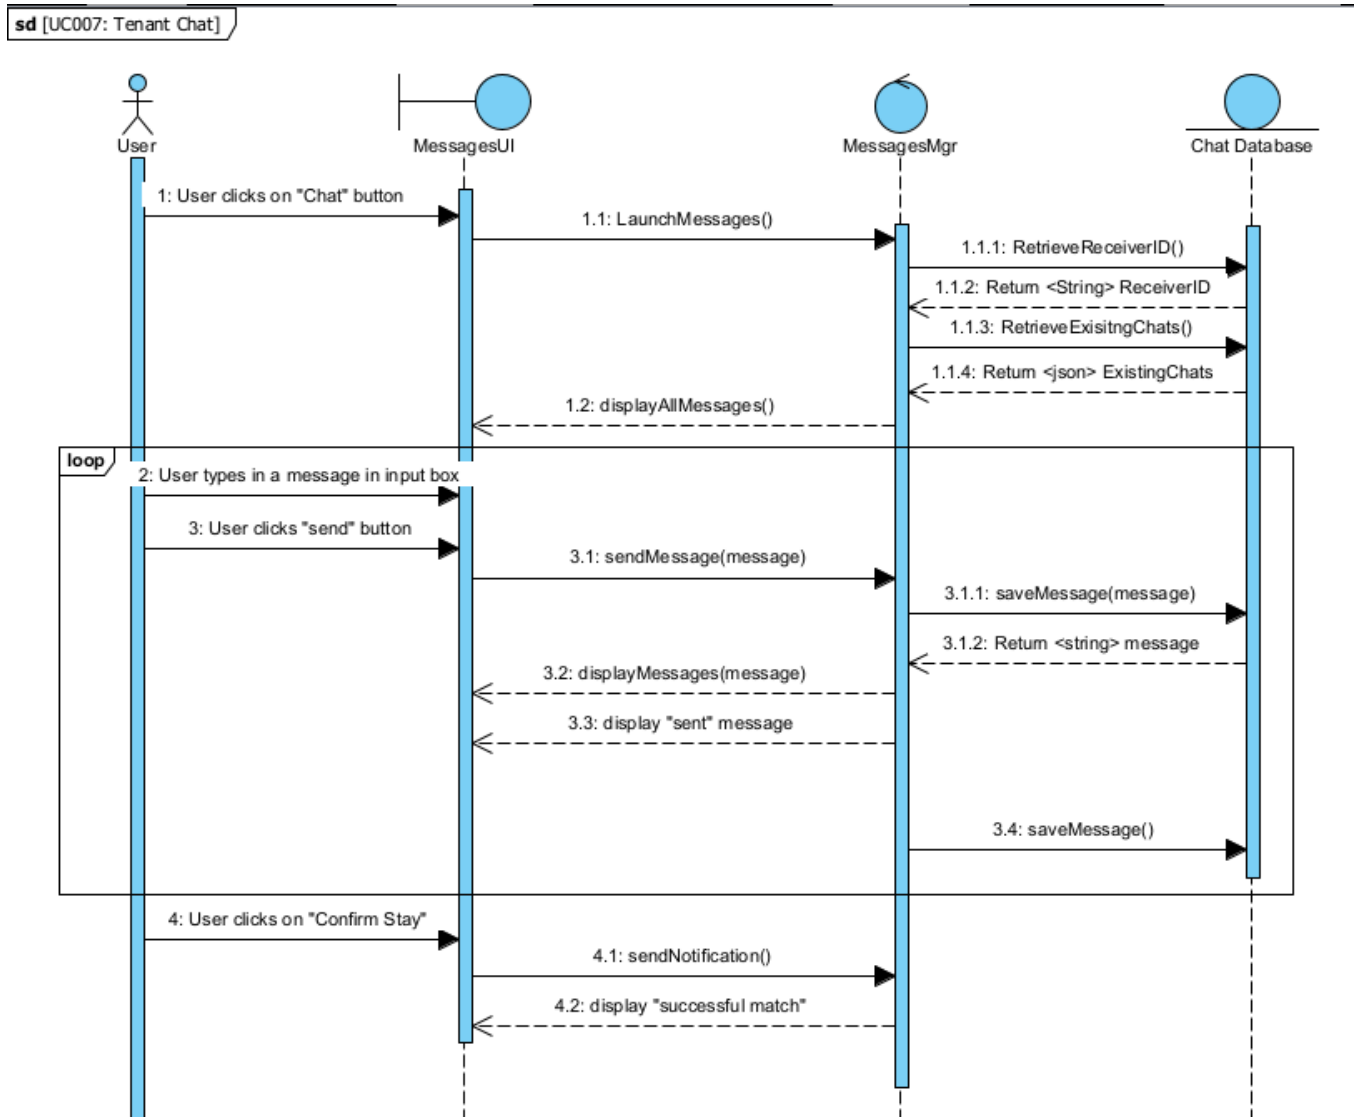 sd [UC007: Tenant Chat]
User
MessagesUI
MessagesMgr
Chat Database
1: User clicks on "Chat" button
1.1: LaunchMessages()
1.1.1: RetrieveReceiverID()
1.1.2: Return <String> ReceiverID
1.1.3: RetrieveExisitngChats()
1.1.4: Return <json> ExistingChats
1.2: displayAllMessages()
loop
2: User types in a message in input box
3: User clicks "send" button
3.1: sendMessage(message)
3.1.1: saveMessage(message)
3.1.2: Return <string> message
3.2: displayMessages(message)
3.3: display "sent" message
3.4: saveMessage()
4: User clicks on "Confirm Stay"
4.1: sendNotification()
4.2: display "successful match"